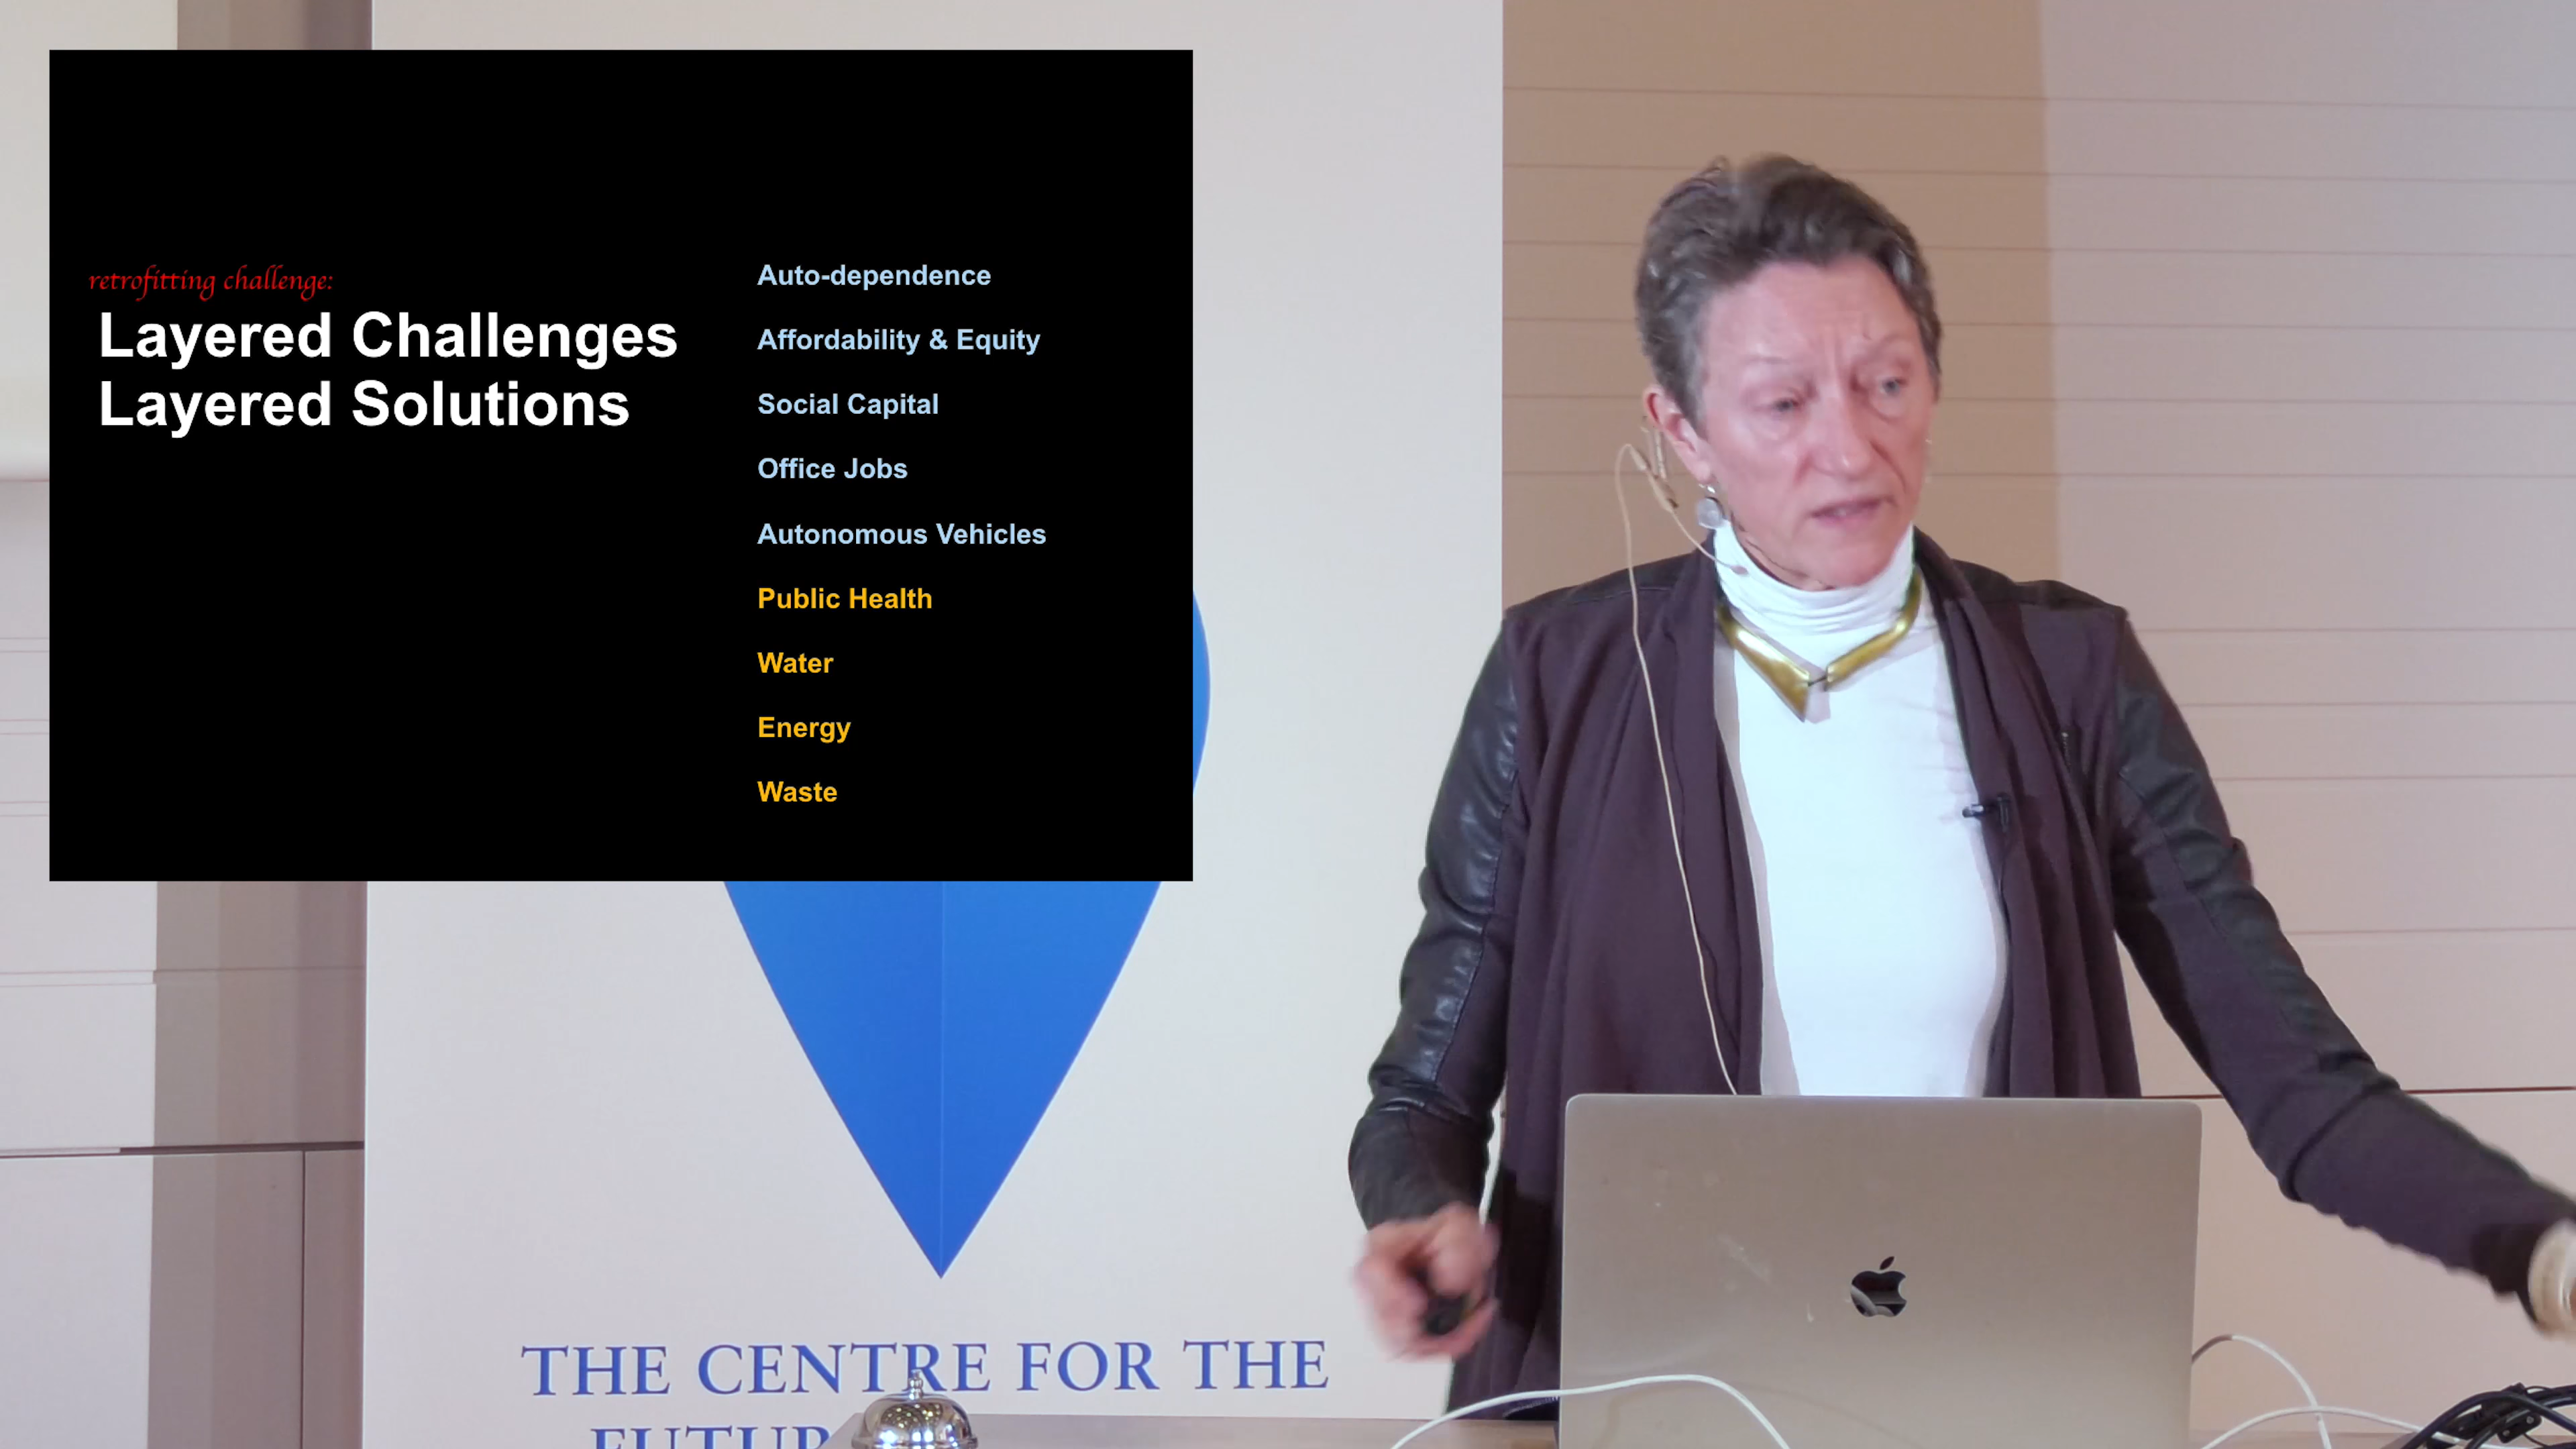 retrofitting challenge:
Layered Challenges
Layered Solutions
Auto-dependence
Affordability & Equity
Social Capital
Office Jobs
Autonomous Vehicles
Public Health
Water
Energy
Waste
THE CENTRE FOR THE